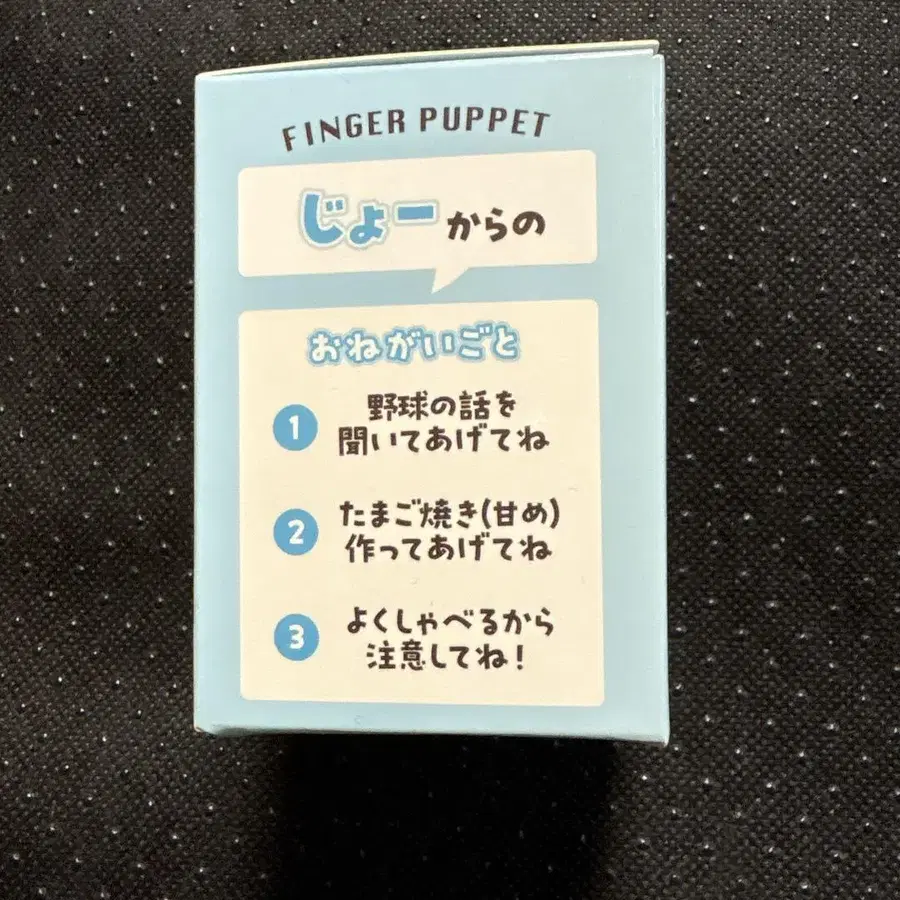 FINGER PUPPET
じょーからの
おねがいごと
1 野球の話を
聞いてあげてね
2 たまご焼き(甘め)
作ってあげてね
3 よくしゃべるから
注意してね!